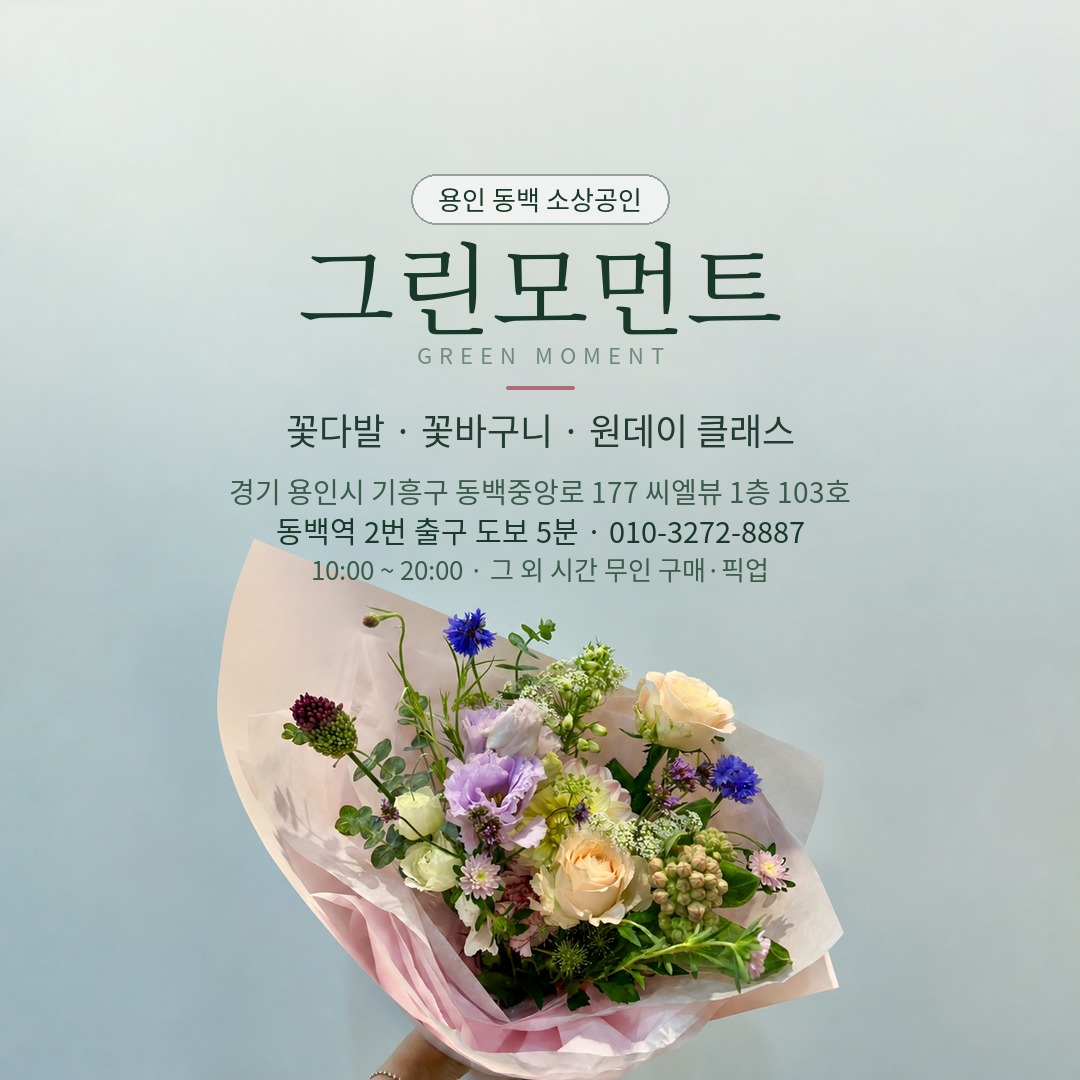 용인 동백 소상공인
그린모먼트
GREEN MOMENT
꽃다발 · 꽃바구니 · 원데이 클래스
경기 용인시 기흥구 동백중앙로 177 씨엘뷰 1층 103호
동백역 2번 출구 도보 5분 · 010-3272-8887
10:00 ~ 20:00 · 그 외 시간 무인 구매·픽업